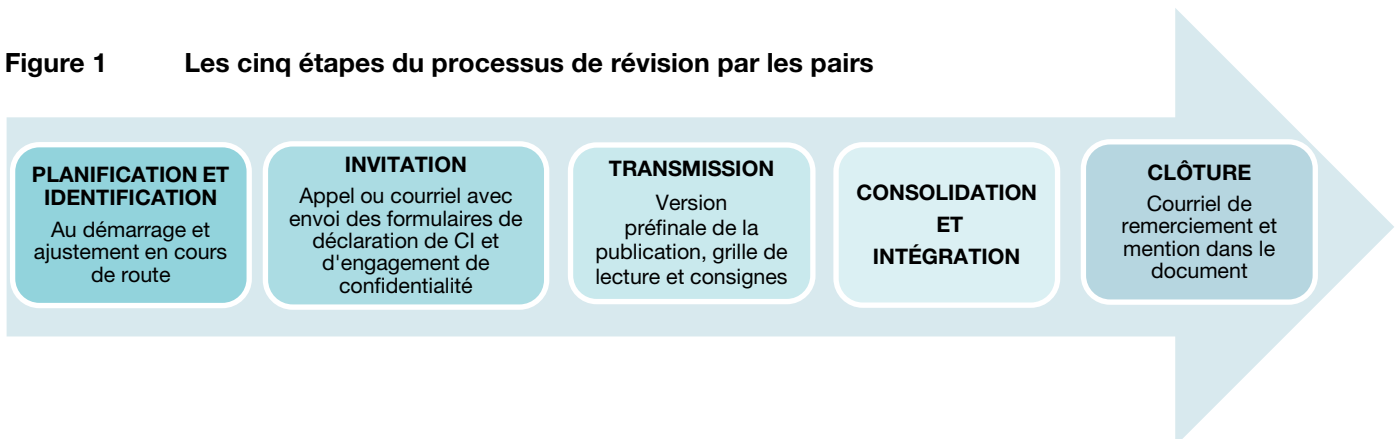 Figure 1 Les cinq étapes du processus de révision par les pairs
PLANIFICATION ET
IDENTIFICATION
Au démarrage et
ajustement en cours
de route
INVITATION
Appel ou courriel avec
envoi des formulaires de
déclaration de CI et
d'engagement de
confidentialité
TRANSMISSION
Version
préfinale de la
publication, grille de
lecture et consignes
CONSOLIDATION
ET
INTÉGRATION
CLÔTURE
Courriel de
remerciement et
mention dans le
document